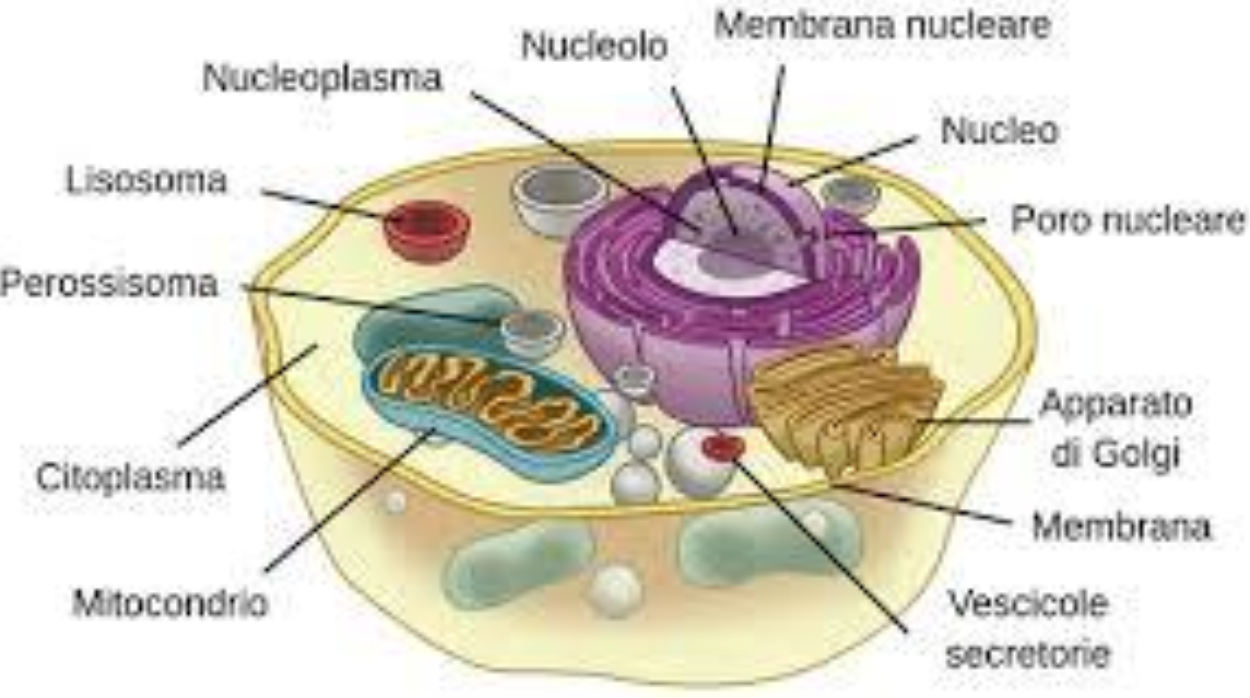 Membrana nucleare
Nucleolo
Nucleoplasma
Nucleo
Lisosoma
Poro nucleare
Perossisoma
Apparato
di Golgi
Citoplasma
Membrana
Mitocondrio
Vescicole
secretorie